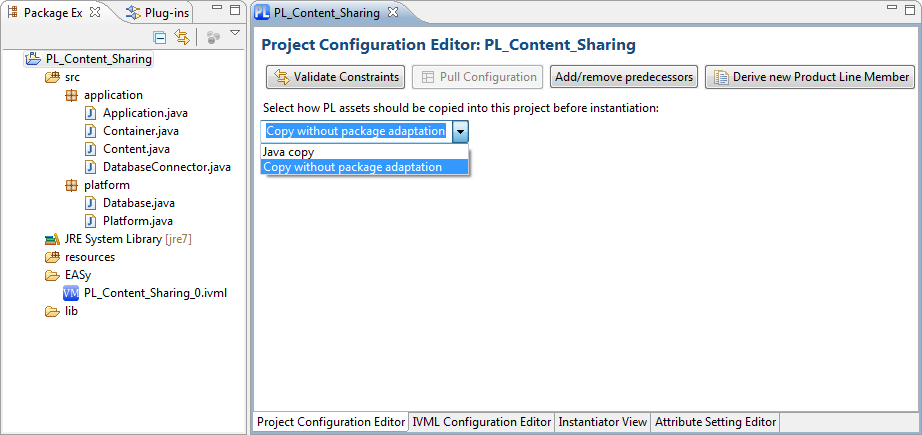 Package Ex
Plug-ins
PL_Content_Sharing
src
application
Application.java
Container.java
Content.java
DatabaseConnector.java
platform
Database.java
Platform.java
JRE System Library [jre7]
resources
EASy
VM PL_Content_Sharing_0.ivml
lib
PL PL_Content_Sharing
Project Configuration Editor: PL_Content_Sharing
Validate Constraints
Pull Configuration
Add/remove predecessors
Derive new Product Line Member
Select how PL assets should be copied into this project before instantiation:
Copy without package adaptation
Java copy
Copy without package adaptation
Project Configuration Editor
IVML Configuration Editor
Instantiator View
Attribute Setting Editor